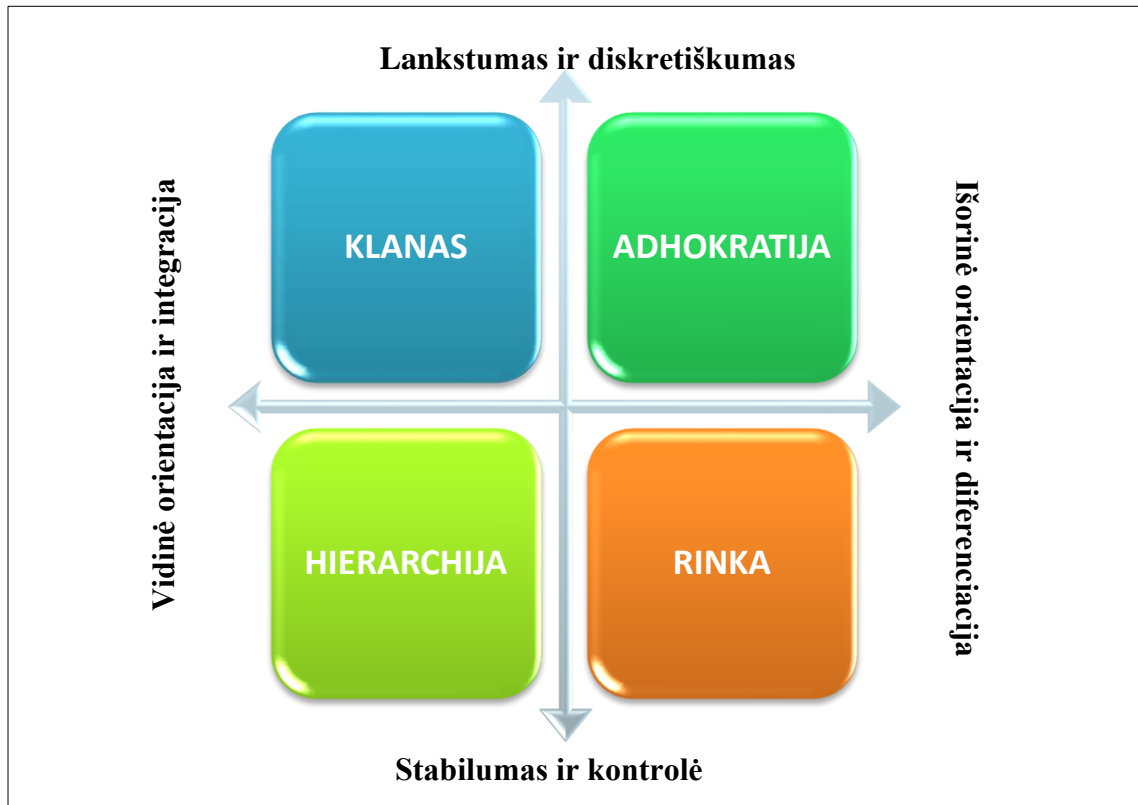 Lankstumas ir diskretiškumas
Vidinė orientacija ir integracija
KLANAS
ADHOKRATIJA
Išorinė orientacija ir diferenciacija
HIERARCHIJA
RINKA
Stabilumas ir kontrolė